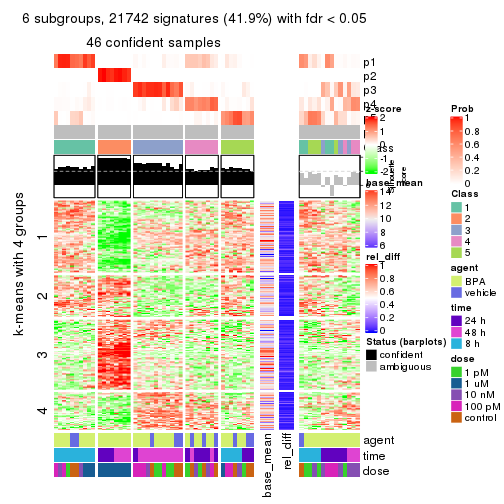 6 subgroups, 21742 signatures (41.9%) with fdr < 0.05
46 confident samples
p1
p2
p3
p4
z-score
2
1
-1
-2
Silhouette
score
base_mean
14
12
10
8
6
rel_diff
1
0.8
0.6
0.4
0.2
0
Status (barplots)
confident
ambiguous
Prob
1
0.8
0.6
0.4
0.2
0
Class
1
2
3
4
5
agent
BPA
vehicle
time
24 h
48 h
8 h
dose
1 pM
1 uM
10 nM
100 pM
control
k-means with 4 groups
1
2
3
4
agent
time
dose
base_mean
rel_diff